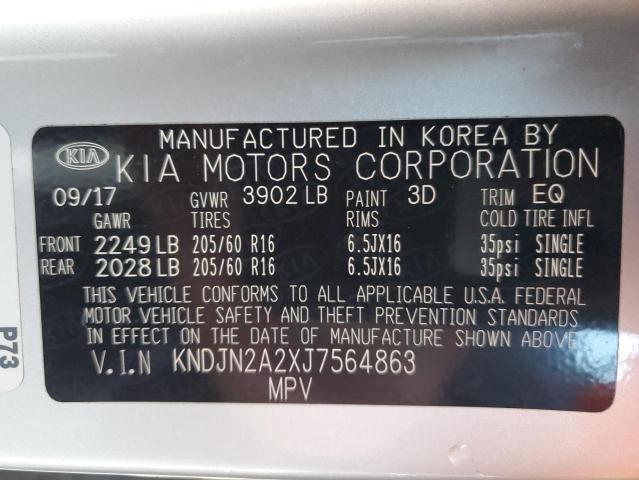 MANUFACTURED IN KOREA BY
KIA KIA MOTORS CORPORATION
09/17 GVWR 3902 LB PAINT 3D TRIM EQ
GAWR TIRES RIMS COLD TIRE INFL
FRONT 2249 LB 205/60 R16 6.5JX16 35psi SINGLE
REAR 2028 LB 205/60 R16 6.5JX16 35psi SINGLE
THIS VEHICLE CONFORMS TO ALL APPLICABLE U.S.A. FEDERAL
MOTOR VEHICLE SAFETY AND THEFT PREVENTION STANDARDS
IN EFFECT ON THE DATE OF MANUFACTURE SHOWN ABOVE.
V.I.N KNDJN2A2XJ7564863
MPV
P73